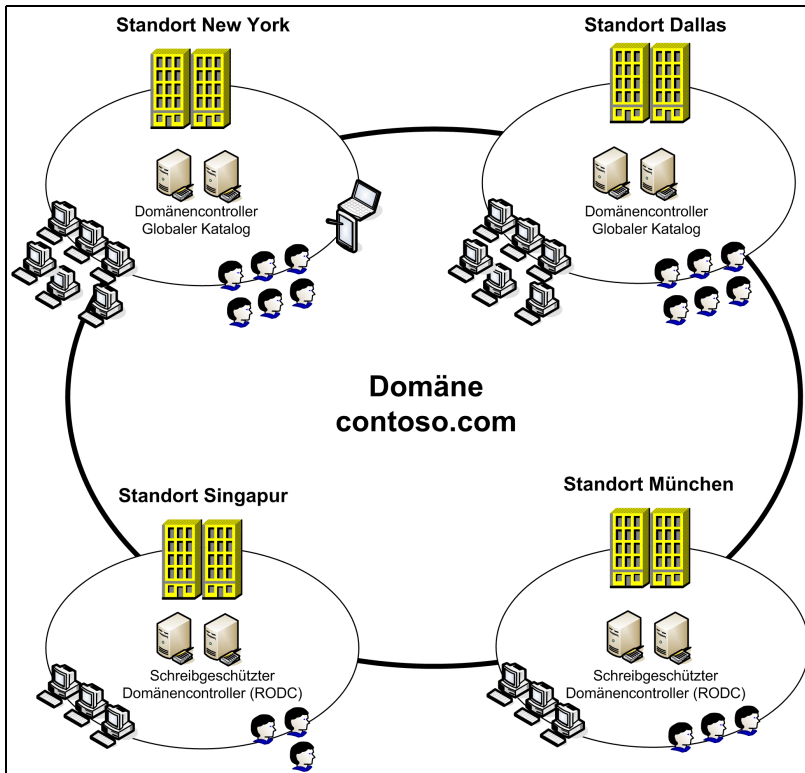 Standort New York
Standort Dallas
Domänencontroller
Globaler Katalog
Domänencontroller
Globaler Katalog
Domäne
contoso.com
Standort Singapur
Standort München
Schreibgeschützter
Domänencontroller (RODC)
Schreibgeschützter
Domänencontroller (RODC)